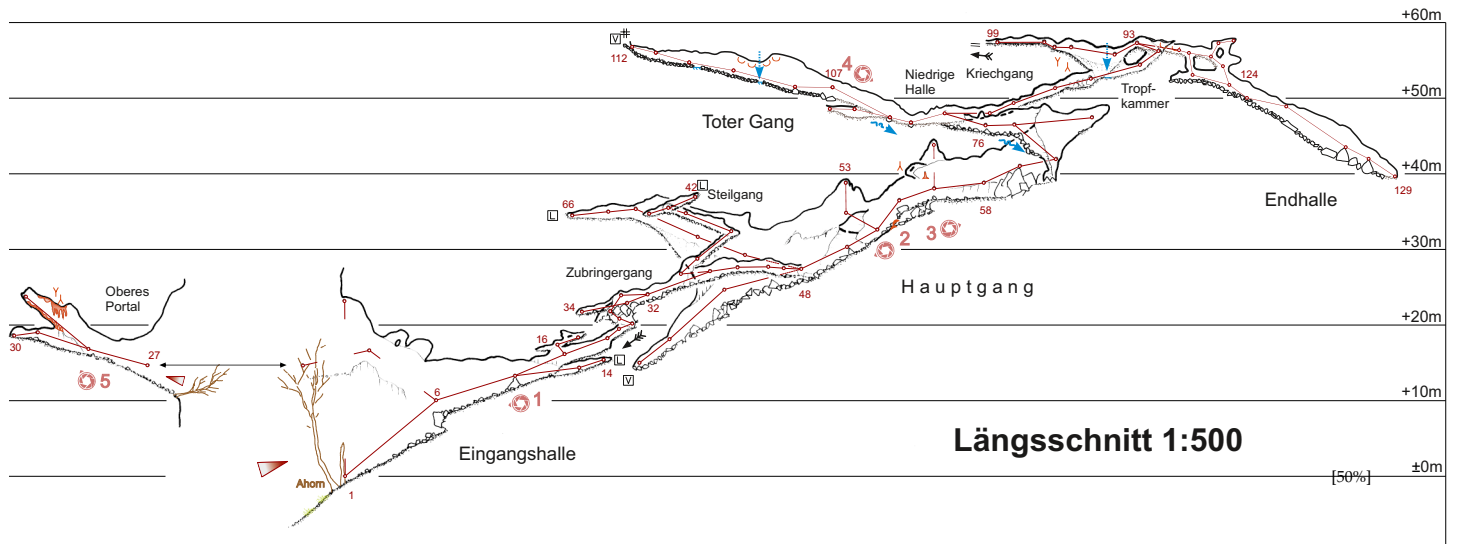 +60m
99
93
V
112
4
107
Niedrige
Halle
Kriechgang
124
Tropf-
kammer
+50m
Toter Gang
76
+40m
53
L
42
Steilgang
66
L
58
129
Endhalle
2
3
+30m
Zubringergang
Oberes
Portal
48
Hauptgang
34
32
+20m
30
27
16
L
14
V
5
6
1
+10m
Eingangshalle
Längsschnitt 1:500
±0m
[50%]
Ahorn
1